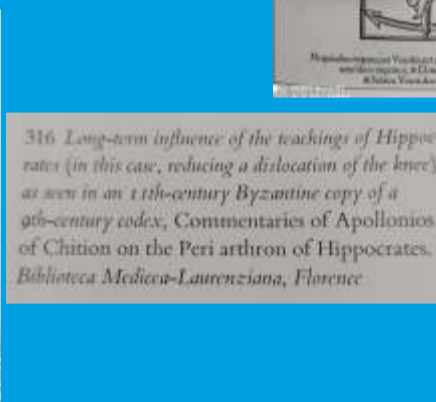 316 Long-term influence of the teachings of Hippoc
rates (in this case, reducing a dislocation of the knee)
as seen in an 11th-century Byzantine copy of a
9th-century codex, Commentaries of Apollonios
of Chition on the Peri arthron of Hippocrates.
Biblioteca Medicea-Laurenziana, Florence